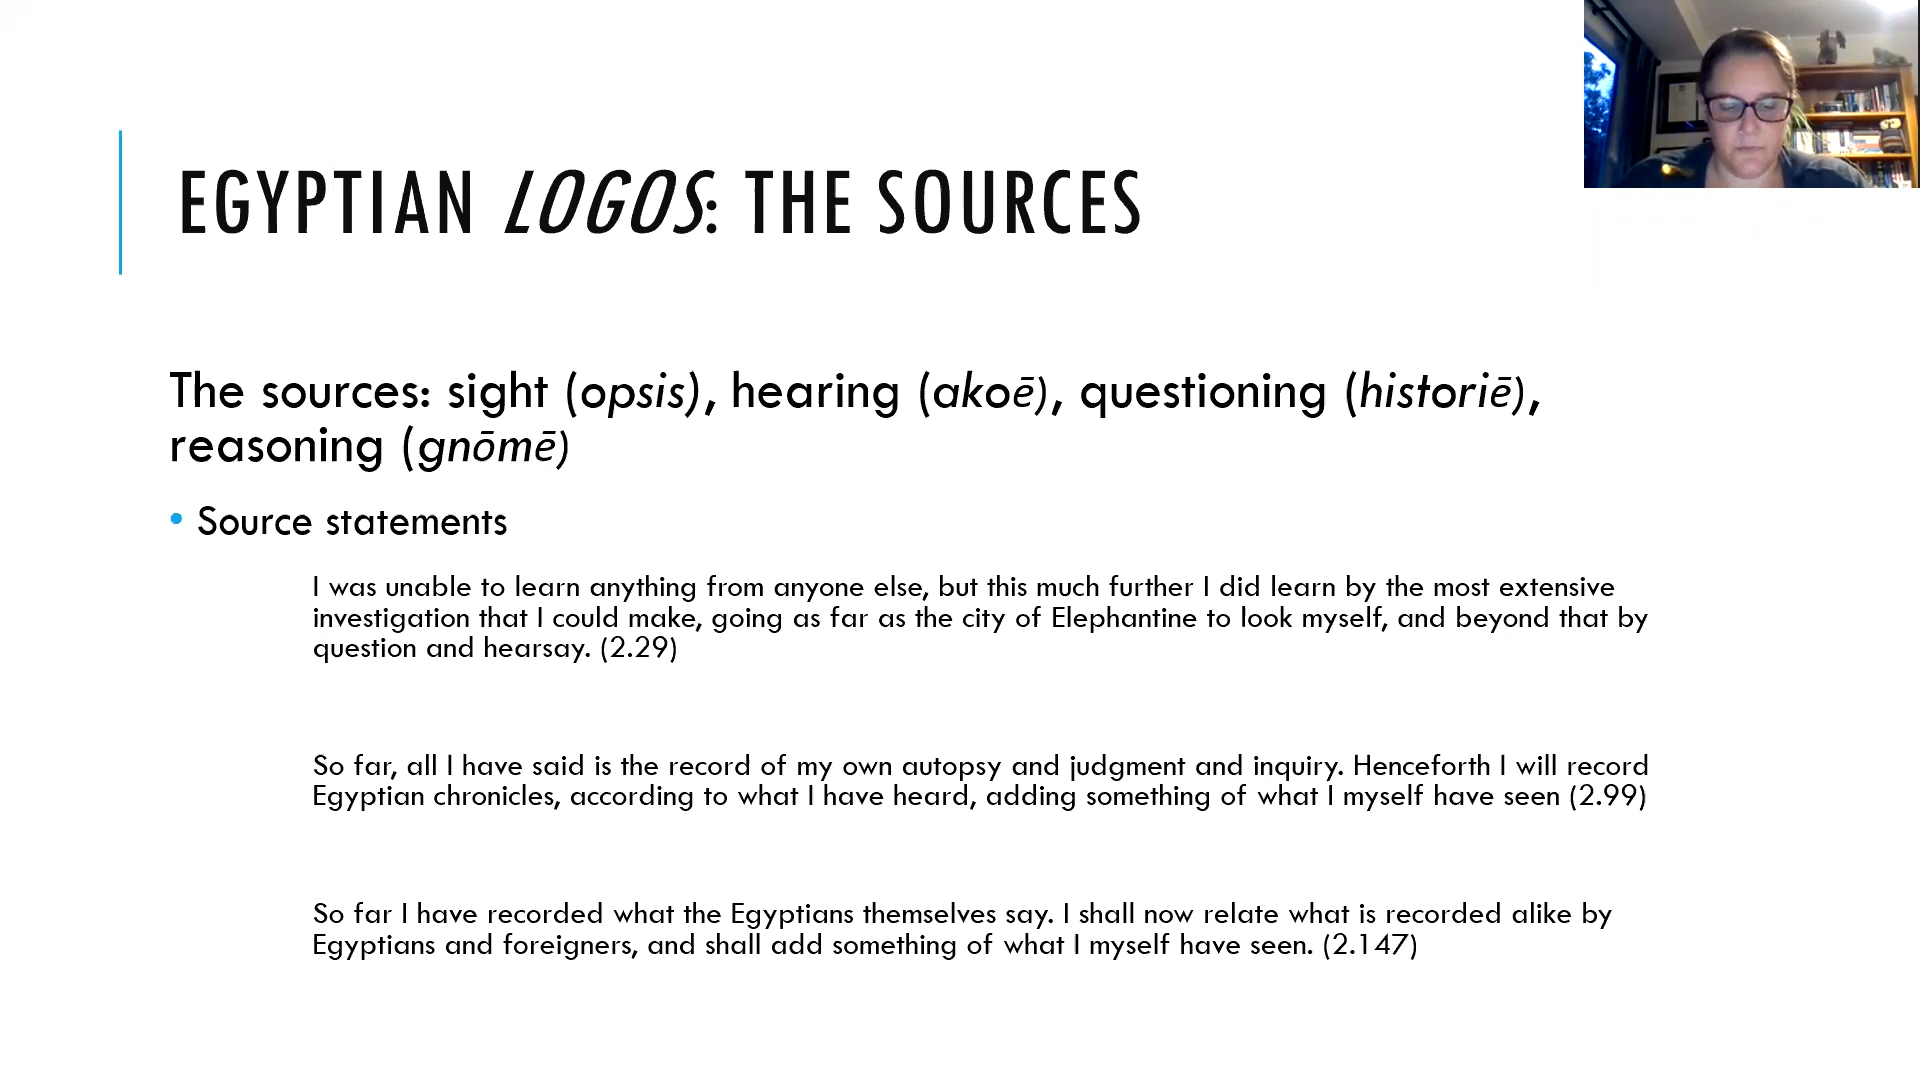 EGYPTIAN LOGOS: THE SOURCES
The sources: sight (opsis), hearing (akoē), questioning (historiē),
reasoning (gnōmē)
• Source statements
I was unable to learn anything from anyone else, but this much further I did learn by the most extensive
investigation that I could make, going as far as the city of Elephantine to look myself, and beyond that by
question and hearsay. (2.29)
So far, all I have said is the record of my own autopsy and judgment and inquiry. Henceforth I will record
Egyptian chronicles, according to what I have heard, adding something of what I myself have seen (2.99)
So far I have recorded what the Egyptians themselves say. I shall now relate what is recorded alike by
Egyptians and foreigners, and shall add something of what I myself have seen. (2.147)